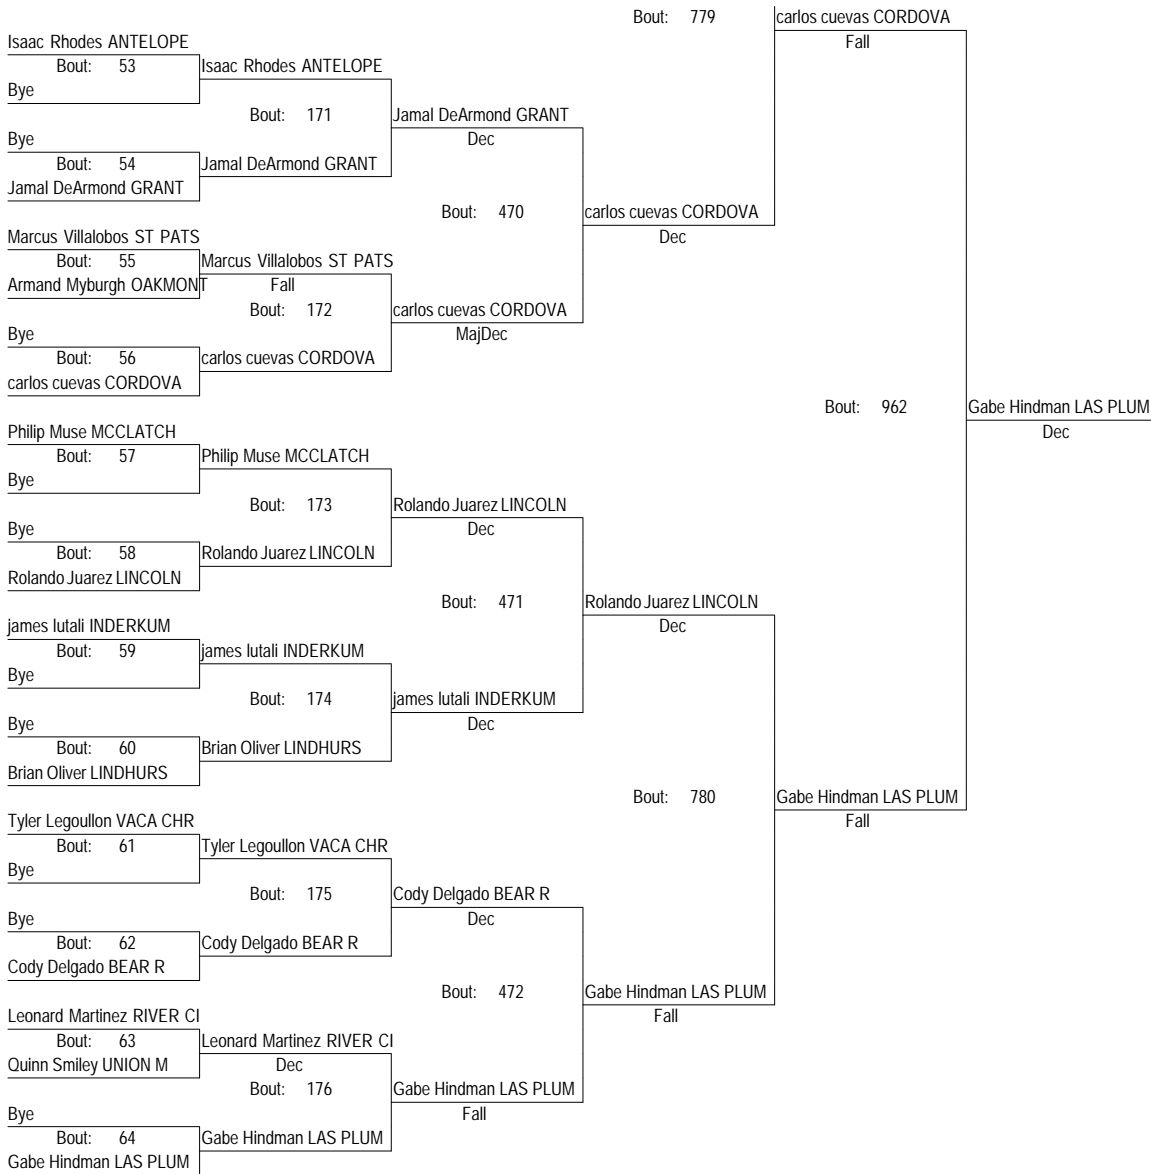 Bout: 779 carlos cuevas CORDOVA
Isaac Rhodes ANTELOPE Fall
Bout: 53 Isaac Rhodes ANTELOPE
Bye
Bout: 171 Jamal DeArmond GRANT
Bye Dec
Bout: 54 Jamal DeArmond GRANT
Jamal DeArmond GRANT
Bout: 470 carlos cuevas CORDOVA
Marcus Villalobos ST PATS Dec
Bout: 55 Marcus Villalobos ST PATS
Armand Myburgh OAKMONT Fall
Bout: 172 carlos cuevas CORDOVA
Bye MajDec
Bout: 56 carlos cuevas CORDOVA
carlos cuevas CORDOVA
Bout: 962 Gabe Hindman LAS PLUM
Philip Muse MCCLATCH Dec
Bout: 57 Philip Muse MCCLATCH
Bye
Bout: 173 Rolando Juarez LINCOLN
Bye Dec
Bout: 58 Rolando Juarez LINCOLN
Rolando Juarez LINCOLN
Bout: 471 Rolando Juarez LINCOLN
james lutali INDERKUM Dec
Bout: 59 james lutali INDERKUM
Bye
Bout: 174 james lutali INDERKUM
Bye Dec
Bout: 60 Brian Oliver LINDHURS
Brian Oliver LINDHURS
Bout: 780 Gabe Hindman LAS PLUM
Tyler Legoullon VACA CHR Fall
Bout: 61 Tyler Legoullon VACA CHR
Bye
Bout: 175 Cody Delgado BEAR R
Bye Dec
Bout: 62 Cody Delgado BEAR R
Cody Delgado BEAR R
Bout: 472 Gabe Hindman LAS PLUM
Leonard Martinez RIVER CI Fall
Bout: 63 Leonard Martinez RIVER CI
Quinn Smiley UNION M Dec
Bout: 176 Gabe Hindman LAS PLUM
Bye Fall
Bout: 64 Gabe Hindman LAS PLUM
Gabe Hindman LAS PLUM